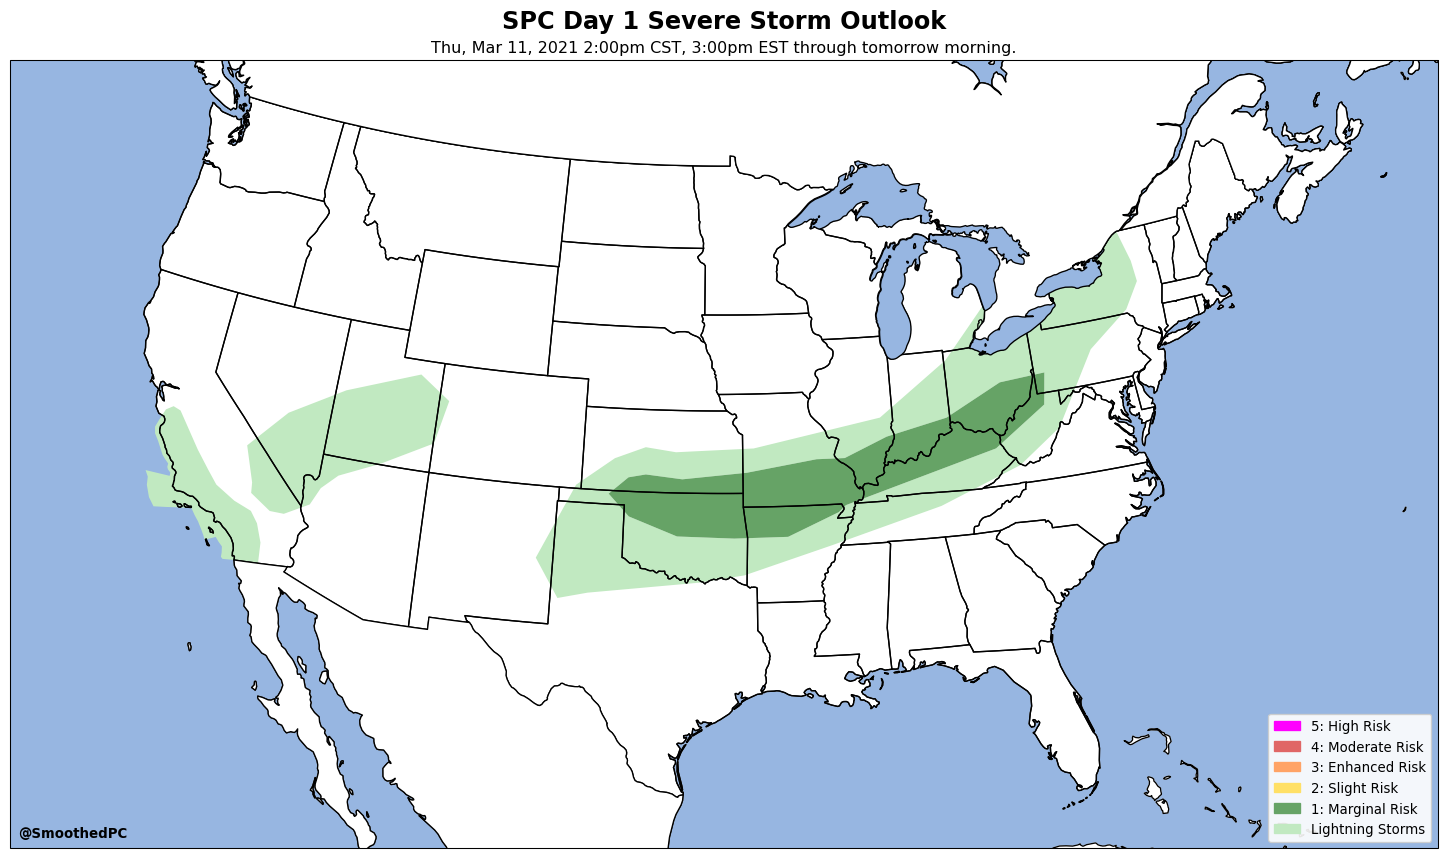 SPC Day 1 Severe Storm Outlook
Thu, Mar 11, 2021 2:00pm CST, 3:00pm EST through tomorrow morning.
5: High Risk
4: Moderate Risk
3: Enhanced Risk
2: Slight Risk
1: Marginal Risk
Lightning Storms
@SmoothedPC